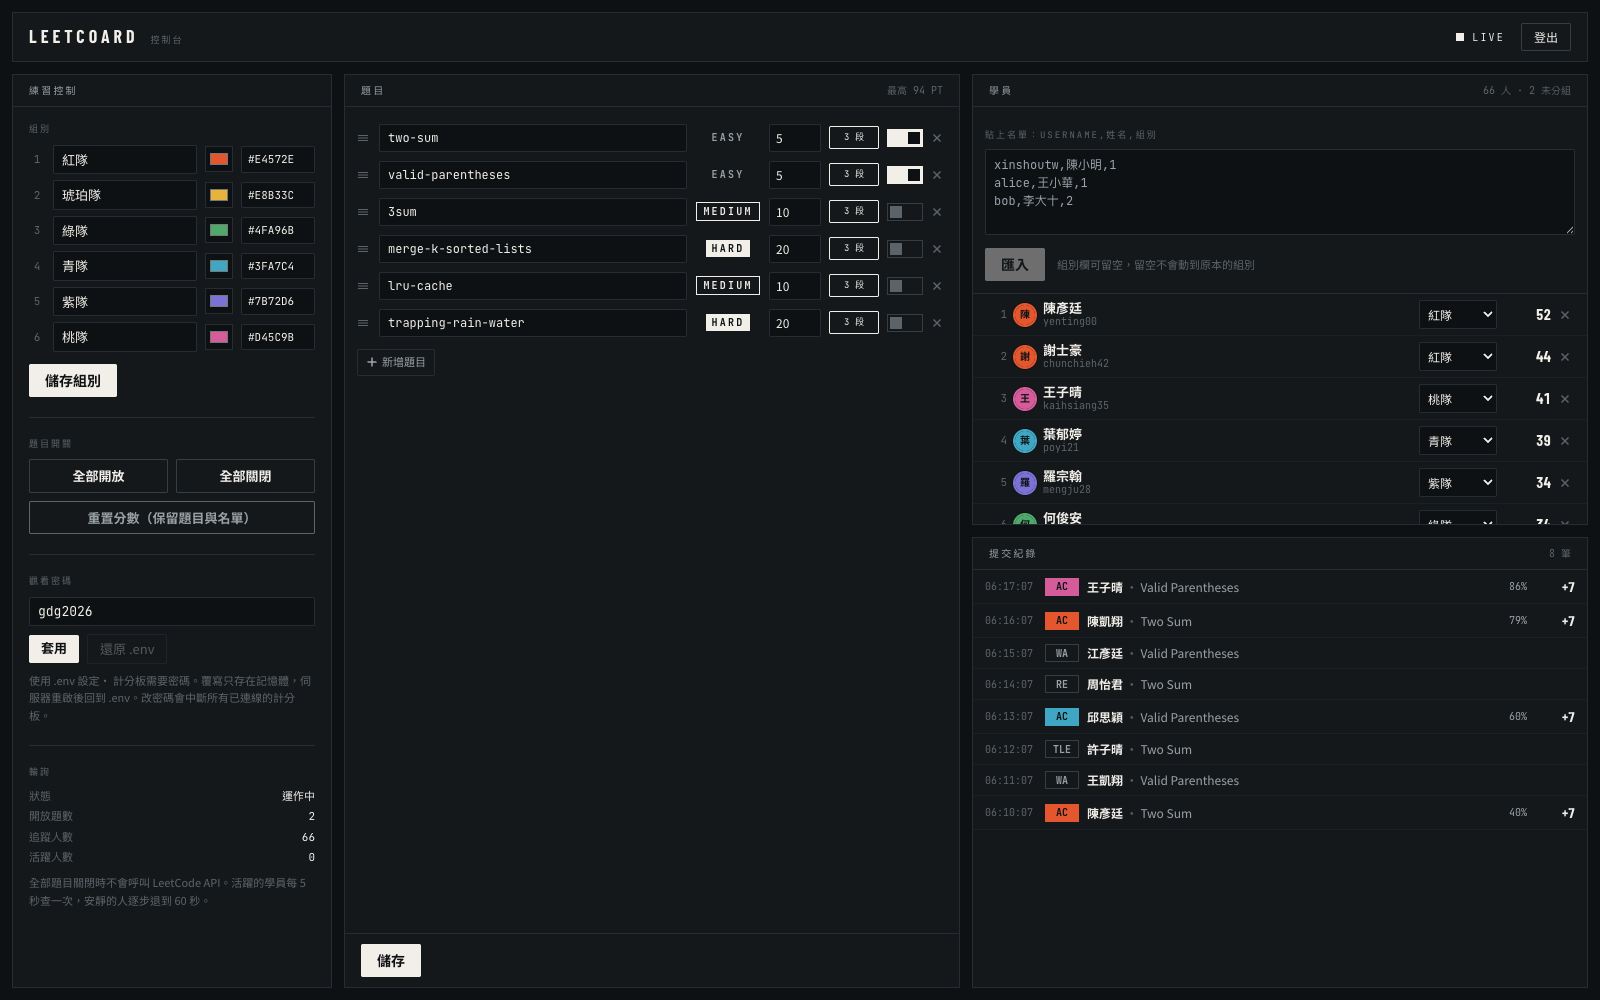 LEETCOARD 控制台
LIVE 登出
練習控制
組別
1 紅隊 #E4572E
2 琥珀隊 #E8B33C
3 綠隊 #4FA96B
4 青隊 #3FA7C4
5 紫隊 #7B72D6
6 桃隊 #D45C9B
儲存組別
題目開關
全部開放 全部關閉
重置分數（保留題目與名單）
觀看密碼
gdg2026
套用 還原 .env
使用 .env 設定・ 計分板需要密碼。覆寫只存在記憶體，伺
服器重啟後回到 .env。改密碼會中斷所有已連線的計分
板。
輪詢
狀態 運作中
開放題數 2
追蹤人數 66
活躍人數 0
全部題目關閉時不會呼叫 LeetCode API。活躍的學員每 5
秒查一次，安靜的人逐步退到 60 秒。
題目 最高 94 PT
two-sum EASY 5 3 段
valid-parentheses EASY 5 3 段
3sum MEDIUM 10 3 段
merge-k-sorted-lists HARD 20 3 段
lru-cache MEDIUM 10 3 段
trapping-rain-water HARD 20 3 段
新增題目
儲存
學員 66 人 · 2 未分組
貼上名單：USERNAME,姓名,組別
xinshoutw,陳小明,1
alice,王小華,1
bob,李大十,2
匯入 組別欄可留空，留空不會動到原本的組別
1 陳 陳彥廷 紅隊 52
yenting00
2 謝 謝士豪 紅隊 44
chunchieh42
3 王 王子晴 桃隊 41
kaihsiang35
4 葉 葉郁婷 青隊 39
poyi21
5 羅 羅宗翰 紫隊 34
mengju28
6 何 何俊安 綠隊 34
提交紀錄 8 筆
06:17:07 AC 王子晴 · Valid Parentheses 86% +7
06:16:07 AC 陳凱翔 · Two Sum 79% +7
06:15:07 WA 江彥廷 · Valid Parentheses
06:14:07 RE 周怡君 · Two Sum
06:13:07 AC 邱思穎 · Valid Parentheses 60% +7
06:12:07 TLE 許子晴 · Two Sum
06:11:07 WA 王凱翔 · Valid Parentheses
06:10:07 AC 陳彥廷 · Two Sum 40% +7